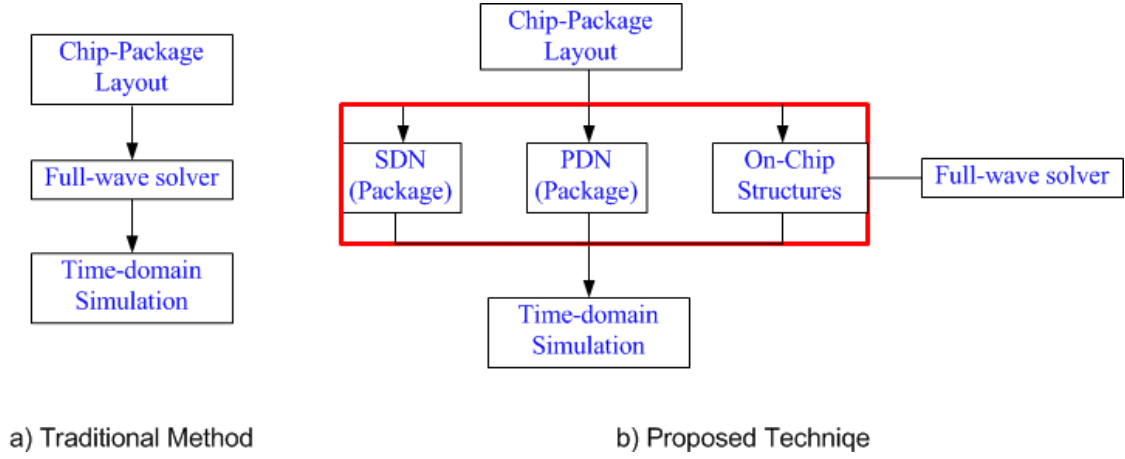 Chip-Package
Layout
Full-wave solver
Time-domain
Simulation
a) Traditional Method
Chip-Package
Layout
SDN
(Package)
PDN
(Package)
On-Chip
Structures
Full-wave solver
Time-domain
Simulation
b) Proposed Techniqe